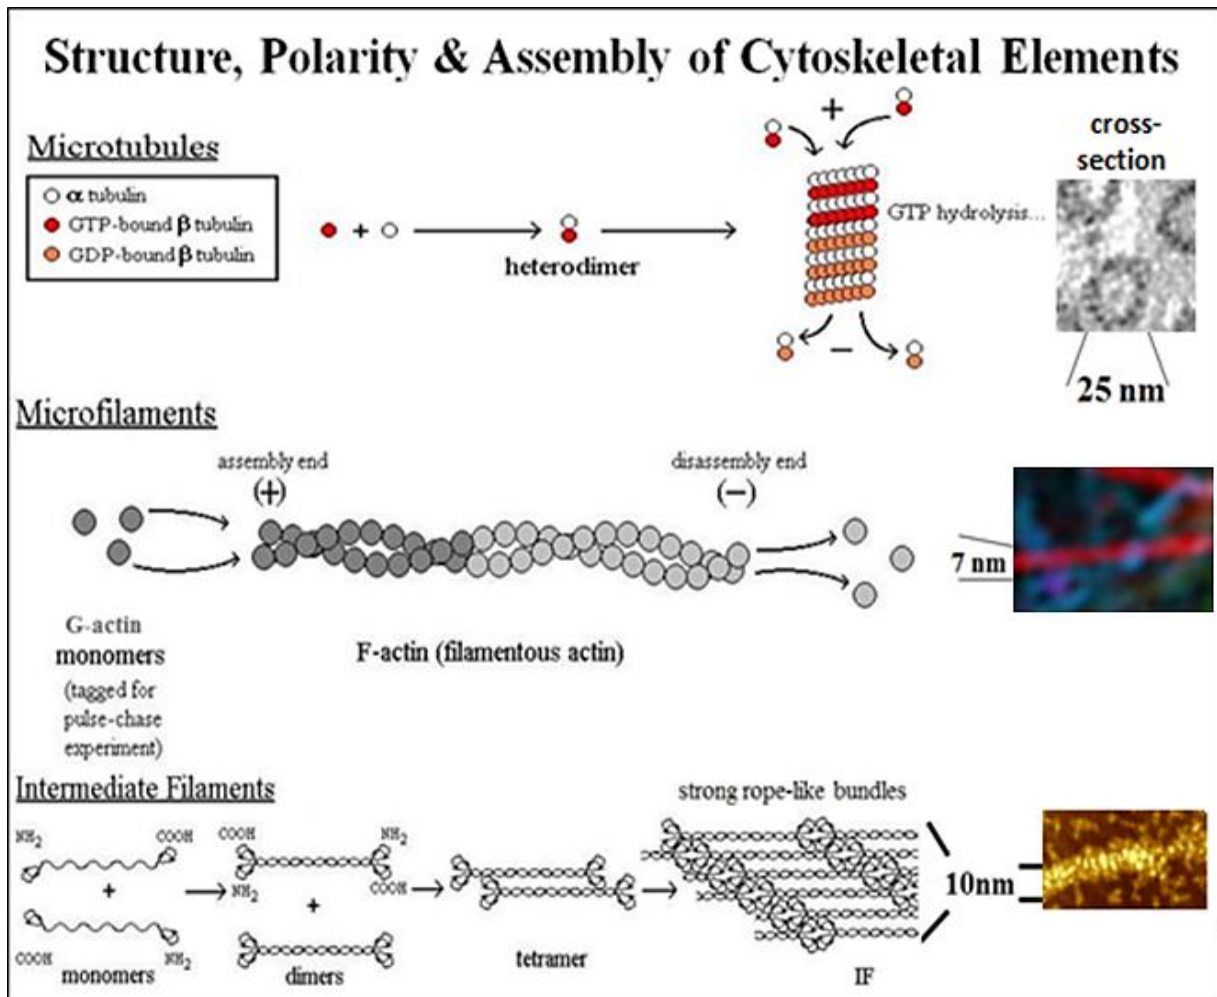 Structure, Polarity & Assembly of Cytoskeletal Elements
Microtubules
α tubulin
GTP-bound β tubulin
GDP-bound β tubulin
+
heterodimer
+
GTP hydrolysis...
−
cross-
section
25 nm
Microfilaments
assembly end
(+)
disassembly end
(−)
7 nm
G-actin
monomers
(tagged for
pulse-chase
experiment)
F-actin (filamentous actin)
Intermediate Filaments
NH2
COOH
+
COOH
NH2
monomers
COOH
NH2
NH2
COOH
+
dimers
tetramer
strong rope-like bundles
IF
10nm